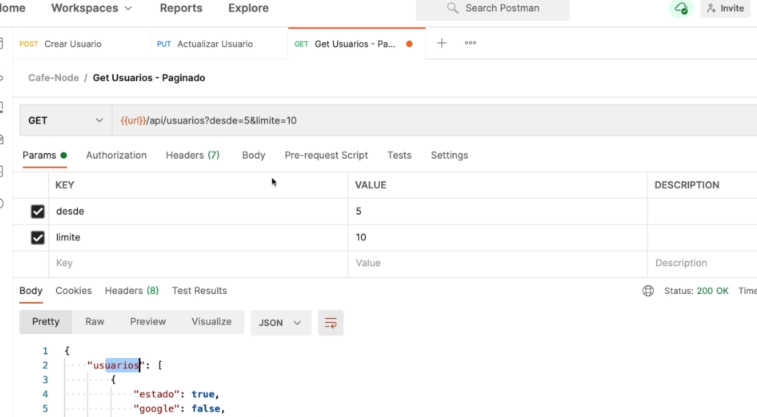 Home Workspaces Reports Explore Search Postman Invite
POST Crear Usuario PUT Actualizar Usuario GET Get Usuarios - Pa... + ooo
Cafe-Node / Get Usuarios - Paginado
GET {{url}}/api/usuarios?desde=5&limite=10
Params Authorization Headers (7) Body Pre-request Script Tests Settings
KEY VALUE DESCRIPTION
desde 5
limite 10
Key Value Description
Body Cookies Headers (8) Test Results Status: 200 OK Time
Pretty Raw Preview Visualize JSON
1 {
2 "usuarios": [
3 {
4 "estado": true,
5 "google": false,